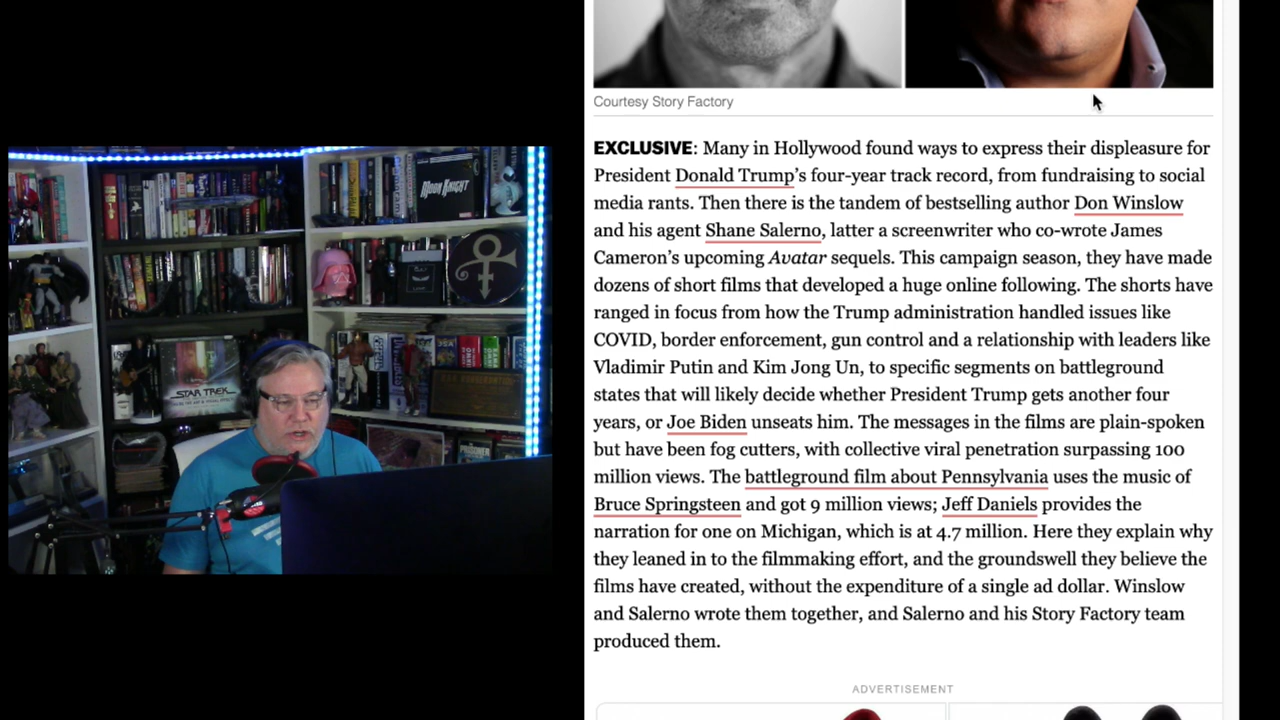 Courtesy Story Factory
EXCLUSIVE: Many in Hollywood found ways to express their displeasure for
President Donald Trump's four-year track record, from fundraising to social
media rants. Then there is the tandem of bestselling author Don Winslow
and his agent Shane Salerno, latter a screenwriter who co-wrote James
Cameron's upcoming Avatar sequels. This campaign season, they have made
dozens of short films that developed a huge online following. The shorts have
ranged in focus from how the Trump administration handled issues like
COVID, border enforcement, gun control and a relationship with leaders like
Vladimir Putin and Kim Jong Un, to specific segments on battleground
states that will likely decide whether President Trump gets another four
years, or Joe Biden unseats him. The messages in the films are plain-spoken
but have been fog cutters, with collective viral penetration surpassing 100
million views. The battleground film about Pennsylvania uses the music of
Bruce Springsteen and got 9 million views; Jeff Daniels provides the
narration for one on Michigan, which is at 4.7 million. Here they explain why
they leaned in to the filmmaking effort, and the groundswell they believe the
films have created, without the expenditure of a single ad dollar. Winslow
and Salerno wrote them together, and Salerno and his Story Factory team
produced them.
ADVERTISEMENT
MOON KNIGHT
STAR TREK